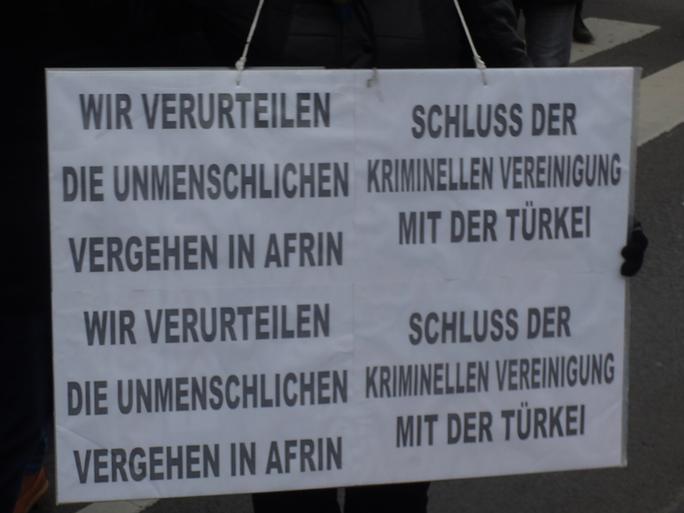 WIR VERURTEILEN
DIE UNMENSCHLICHEN
VERGEHEN IN AFRIN
WIR VERURTEILEN
DIE UNMENSCHLICHEN
VERGEHEN IN AFRIN
SCHLUSS DER
KRIMINELLEN VEREINIGUNG
MIT DER TÜRKEI
SCHLUSS DER
KRIMINELLEN VEREINIGUNG
MIT DER TÜRKEI